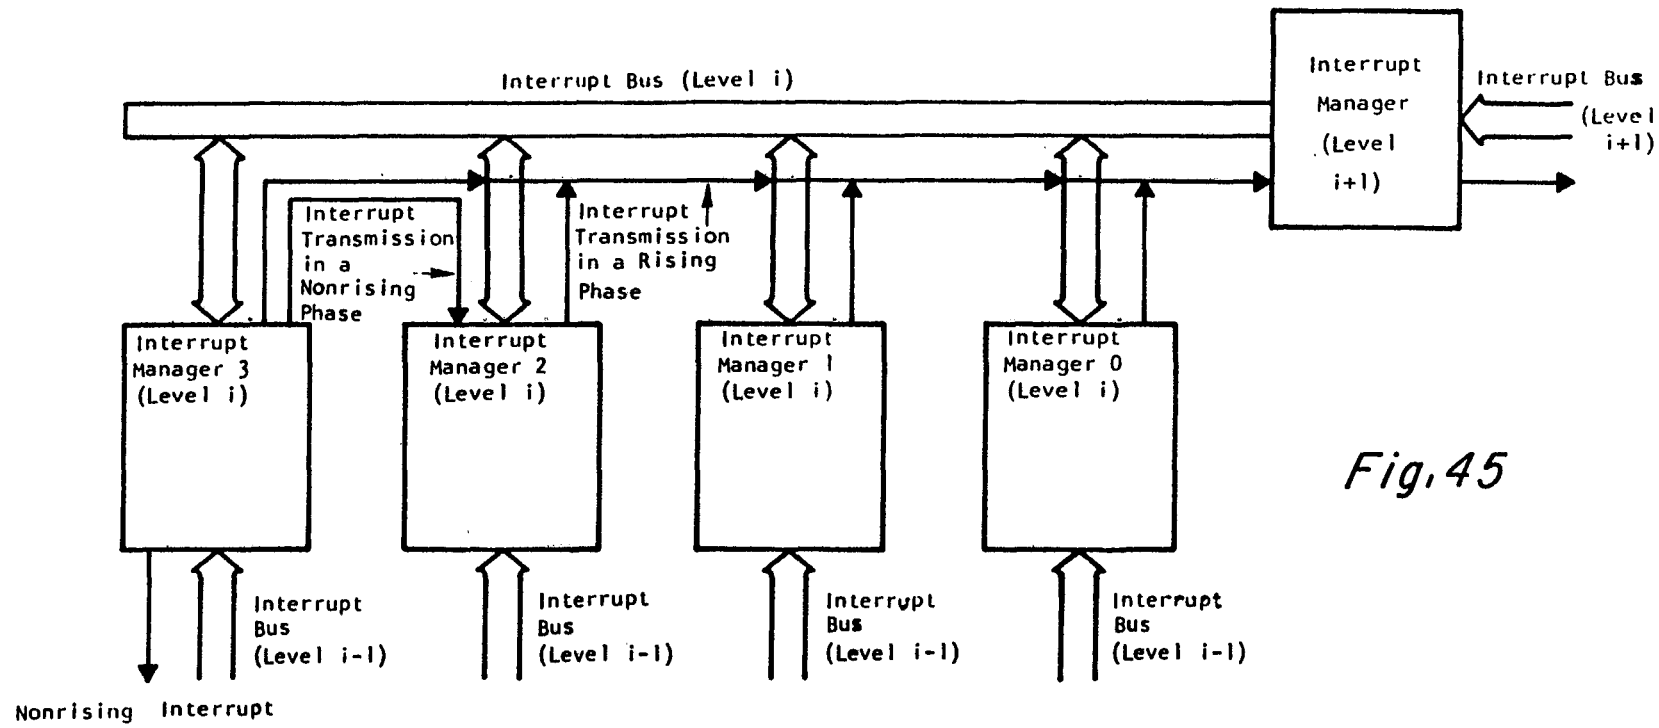 Interrupt Bus (Level i)
Interrupt
Manager
(Level
i+1)
Interrupt Bus
(Level
i+1)
Interrupt
Transmission
in a
Nonrising
Phase
Interrupt
Transmission
in a Rising
Phase
Interrupt
Manager 3
(Level i)
Interrupt
Manager 2
(Level i)
Interrupt
Manager 1
(Level i)
Interrupt
Manager 0
(Level i)
Fig. 45
Interrupt
Bus
(Level i-1)
Interrupt
Bus
(Level i-1)
Interrupt
Bus
(Level i-1)
Interrupt
Bus
(Level i-1)
Nonrising Interrupt